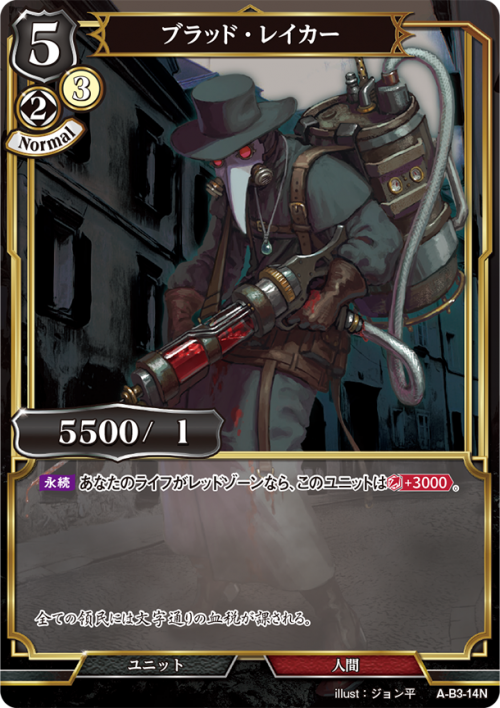 5
ブラッド・レイカー
3
2
Normal
5500/ 1
永続 あなたのライフがレッドゾーンなら、このユニットは+3000。
全ての領民には文字通りの血税が課される。
ユニット
人間
illust：ジョン平 A-B3-14N